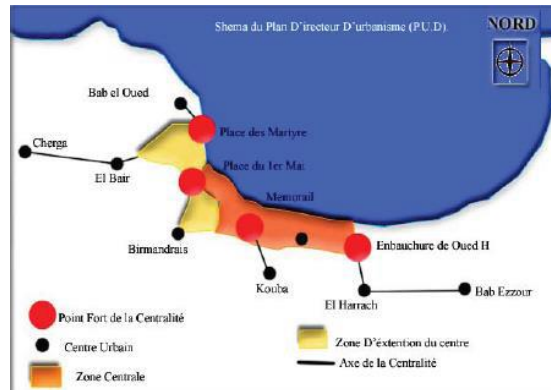 Shema du Plan D'irecteur D'urbanisme (P.U.D).
NORD
Bab el Oued
Place des Martyre
Cherga
El Bair
Place du 1er Mai
Memorail
Birmandrais
Enbauchure de Oued H
Kouba
El Harrach
Bab Ezzour
Point Fort de la Centralité
Centre Urbain
Zone Centrale
Zone D'éxtention du centre
Axe de la Centralité